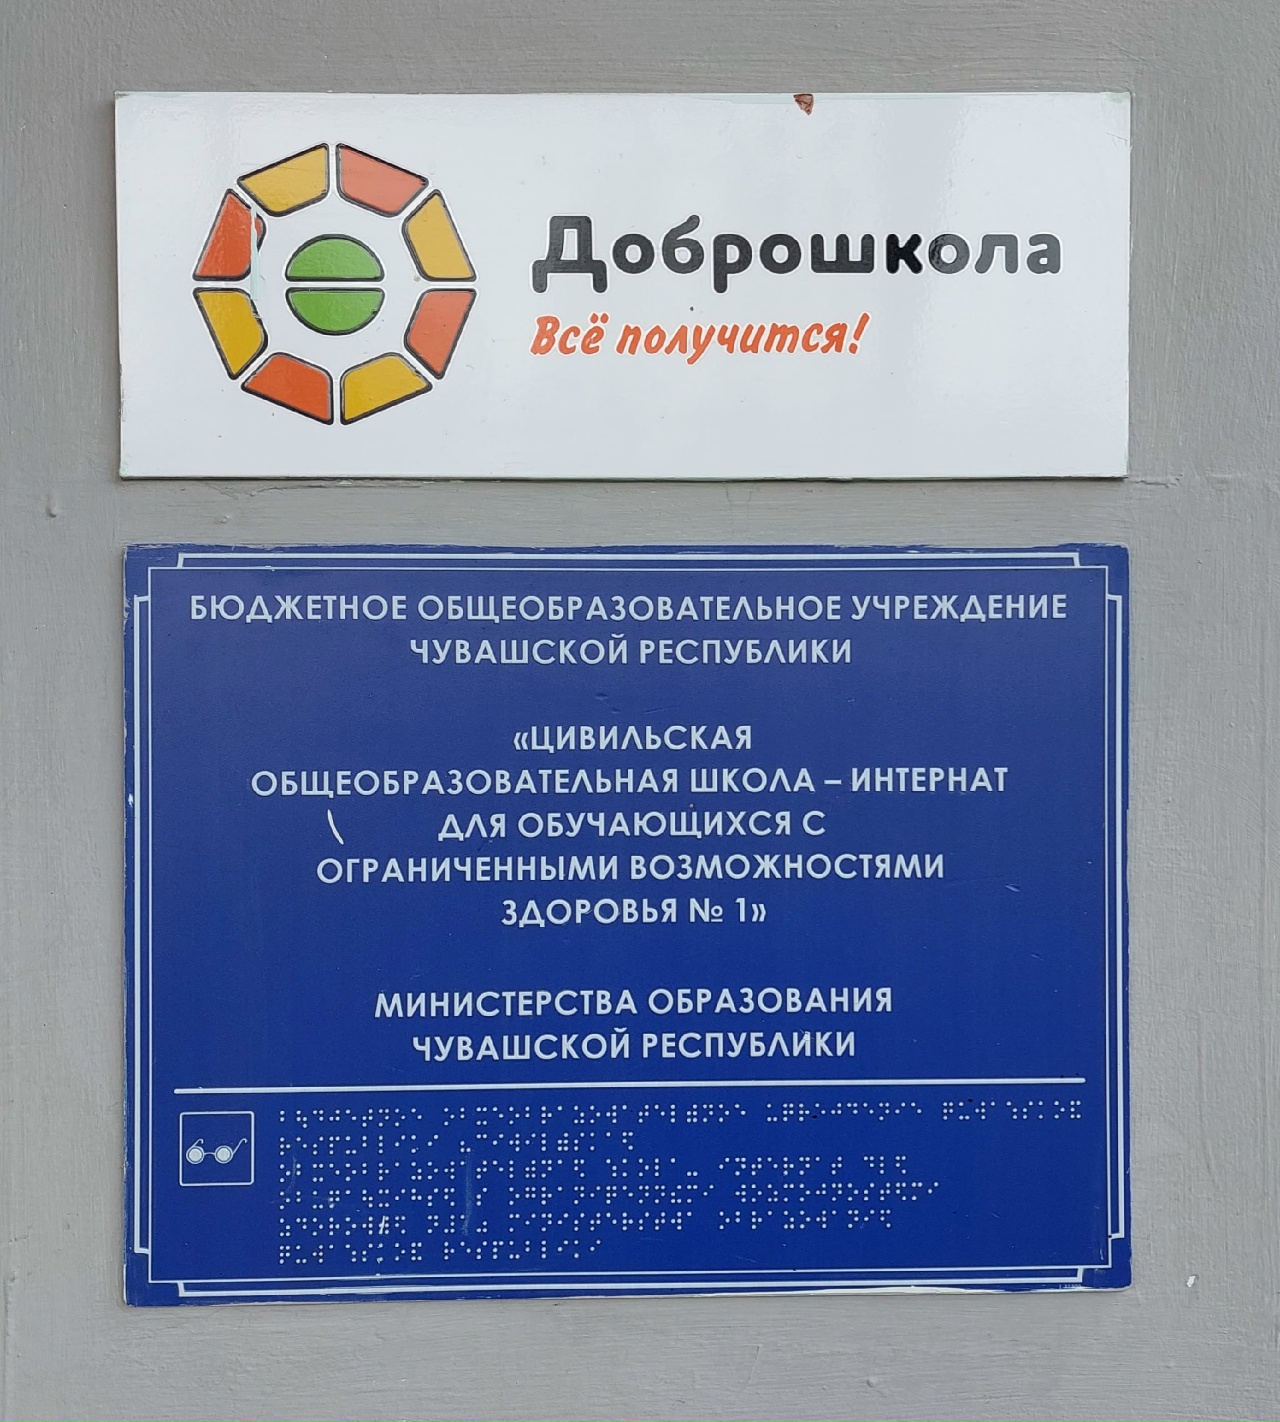 Доброшкола
Всё получится!
БЮДЖЕТНОЕ ОБЩЕОБРАЗОВАТЕЛЬНОЕ УЧРЕЖДЕНИЕ
ЧУВАШСКОЙ РЕСПУБЛИКИ
«ЦИВИЛЬСКАЯ
ОБЩЕОБРАЗОВАТЕЛЬНАЯ ШКОЛА – ИНТЕРНАТ
ДЛЯ ОБУЧАЮЩИХСЯ С
ОГРАНИЧЕННЫМИ ВОЗМОЖНОСТЯМИ
ЗДОРОВЬЯ № 1»
МИНИСТЕРСТВА ОБРАЗОВАНИЯ
ЧУВАШСКОЙ РЕСПУБЛИКИ